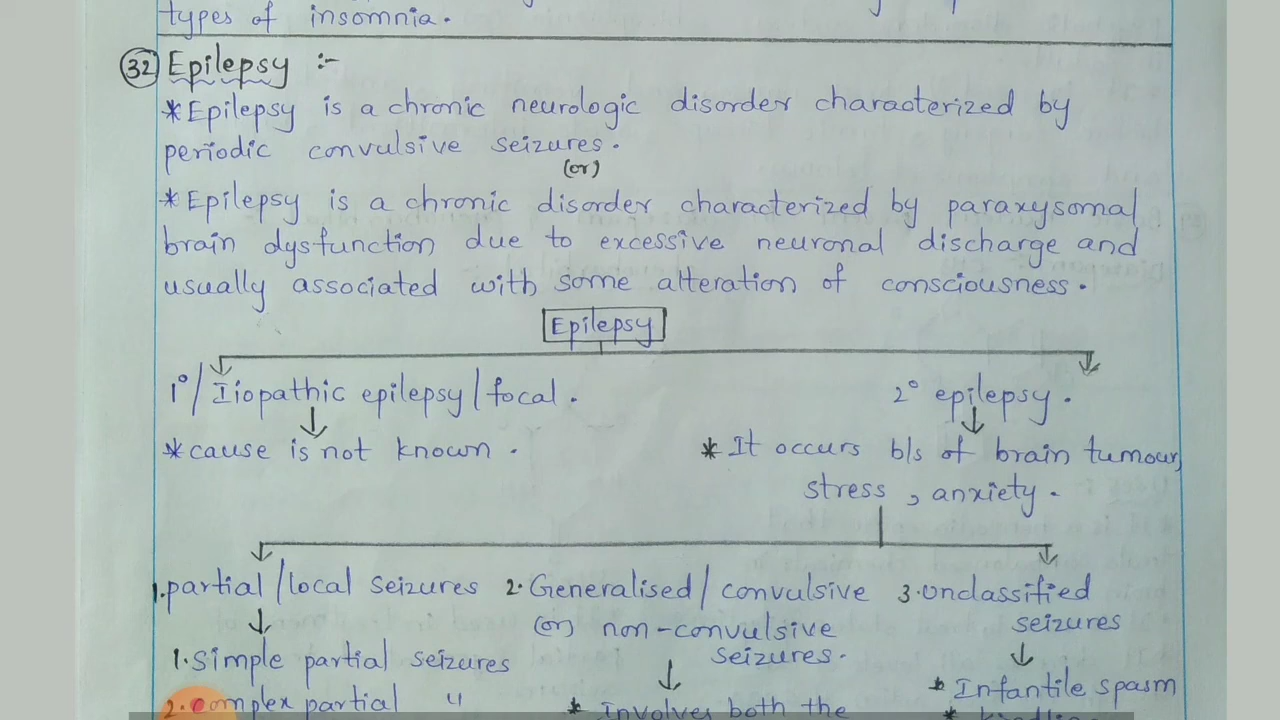 types of insomnia.
32 Epilepsy :-
* Epilepsy is a chronic neurologic disorder characterized by
periodic convulsive seizures.
(or)
* Epilepsy is a chronic disorder characterized by paraxysomal
brain dysfunction due to excessive neuronal discharge and
usually associated with some alteration of consciousness.
Epilepsy
1°/ Iiopathic epilepsy/focal.
2° epilepsy.
* cause is not known.
* It occurs b/s of brain tumour,
stress, anxiety.
1. partial/local seizures
2. Generalised/convulsive
(or) non-convulsive
seizures.
3. Unclassified
seizures
1. Simple partial seizures
2. complex partial "
* Involves both the
* Infantile spasm